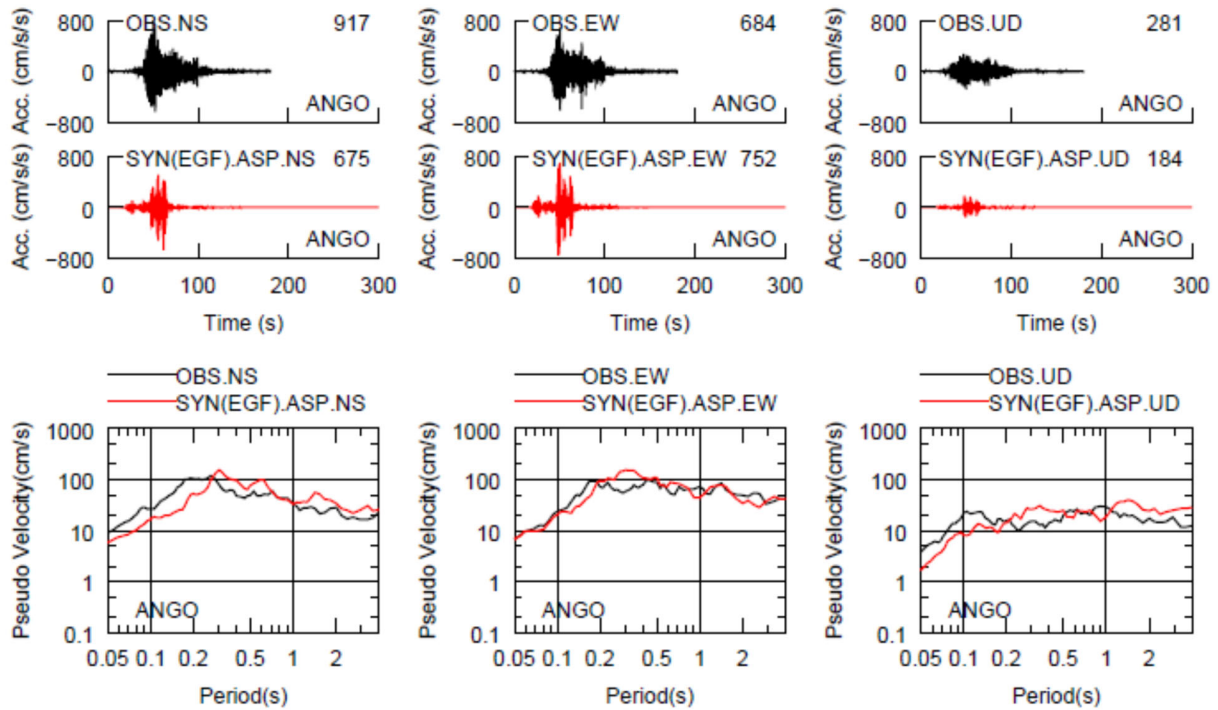 800 OBS.NS 917 800 OBS.EW 684 800 OBS.UD 281
Acc. (cm/s/s) Acc. (cm/s/s) Acc. (cm/s/s)
0 0 0
ANGO ANGO ANGO
−800 −800 −800
800 SYN(EGF).ASP.NS 675 800 SYN(EGF).ASP.EW 752 800 SYN(EGF).ASP.UD 184
Acc. (cm/s/s) Acc. (cm/s/s) Acc. (cm/s/s)
0 0 0
ANGO ANGO ANGO
−800 −800 −800
0 100 200 300 0 100 200 300 0 100 200 300
Time (s) Time (s) Time (s)
OBS.NS OBS.EW OBS.UD
SYN(EGF).ASP.NS SYN(EGF).ASP.EW SYN(EGF).ASP.UD
Pseudo Velocity(cm/s) Pseudo Velocity(cm/s) Pseudo Velocity(cm/s)
1000 1000 1000
100 100 100
10 10 10
1 1 1
ANGO ANGO ANGO
0.1 0.1 0.1
0.05 0.1 0.2 0.5 1 2 0.05 0.1 0.2 0.5 1 2 0.05 0.1 0.2 0.5 1 2
Period(s) Period(s) Period(s)